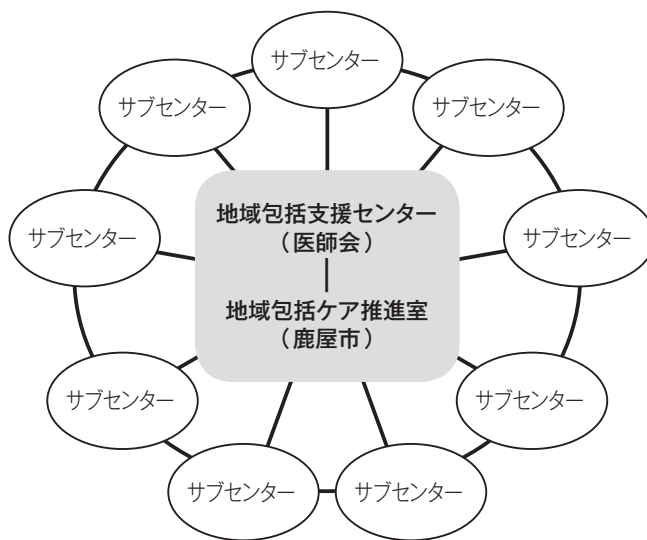 サブセンター
サブセンター
サブセンター
サブセンター
サブセンター
地域包括支援センター
（医師会）
地域包括ケア推進室
（鹿屋市）
サブセンター
サブセンター
サブセンター
サブセンター